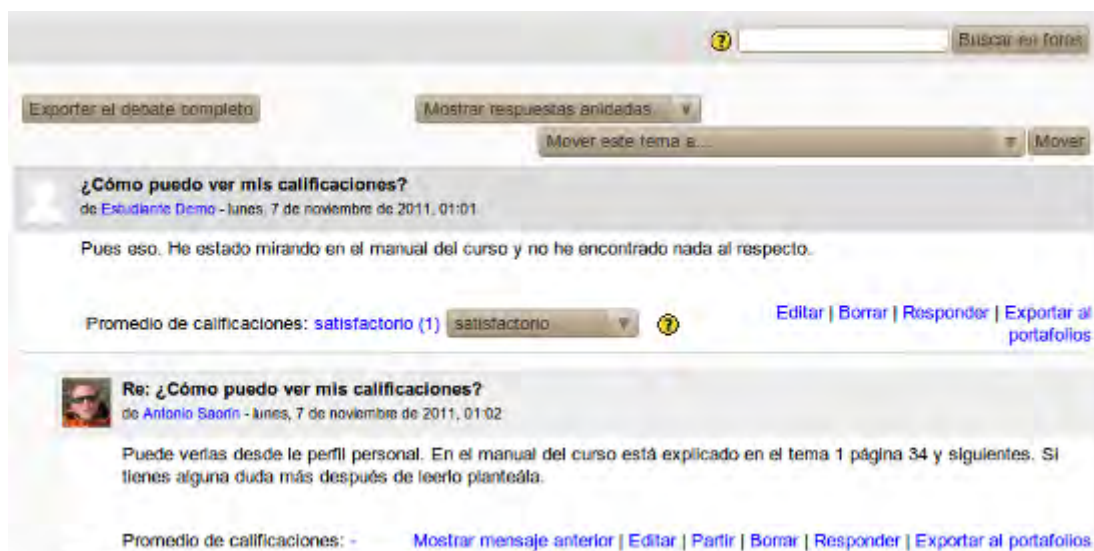 Buscar en foros
Exportar el debate completo
Mostrar respuestas anidadas
Mover este tema a...
Mover
¿Cómo puedo ver mis calificaciones?
de Estudiante Demo - lunes, 7 de noviembre de 2011, 01:01
Pues eso. He estado mirando en el manual del curso y no he encontrado nada al respecto.
Promedio de calificaciones: satisfactorio (1) satisfactorio
Editar | Borrar | Responder | Exportar al
portafolios
Re: ¿Cómo puedo ver mis calificaciones?
de Antonio Saorín - lunes, 7 de noviembre de 2011, 01:02
Puede verlas desde le perfil personal. En el manual del curso está explicado en el tema 1 página 34 y siguientes. Si
tienes alguna duda más después de leerlo planteála.
Promedio de calificaciones: -
Mostrar mensaje anterior | Editar | Partir | Borrar | Responder | Exportar al portafolios